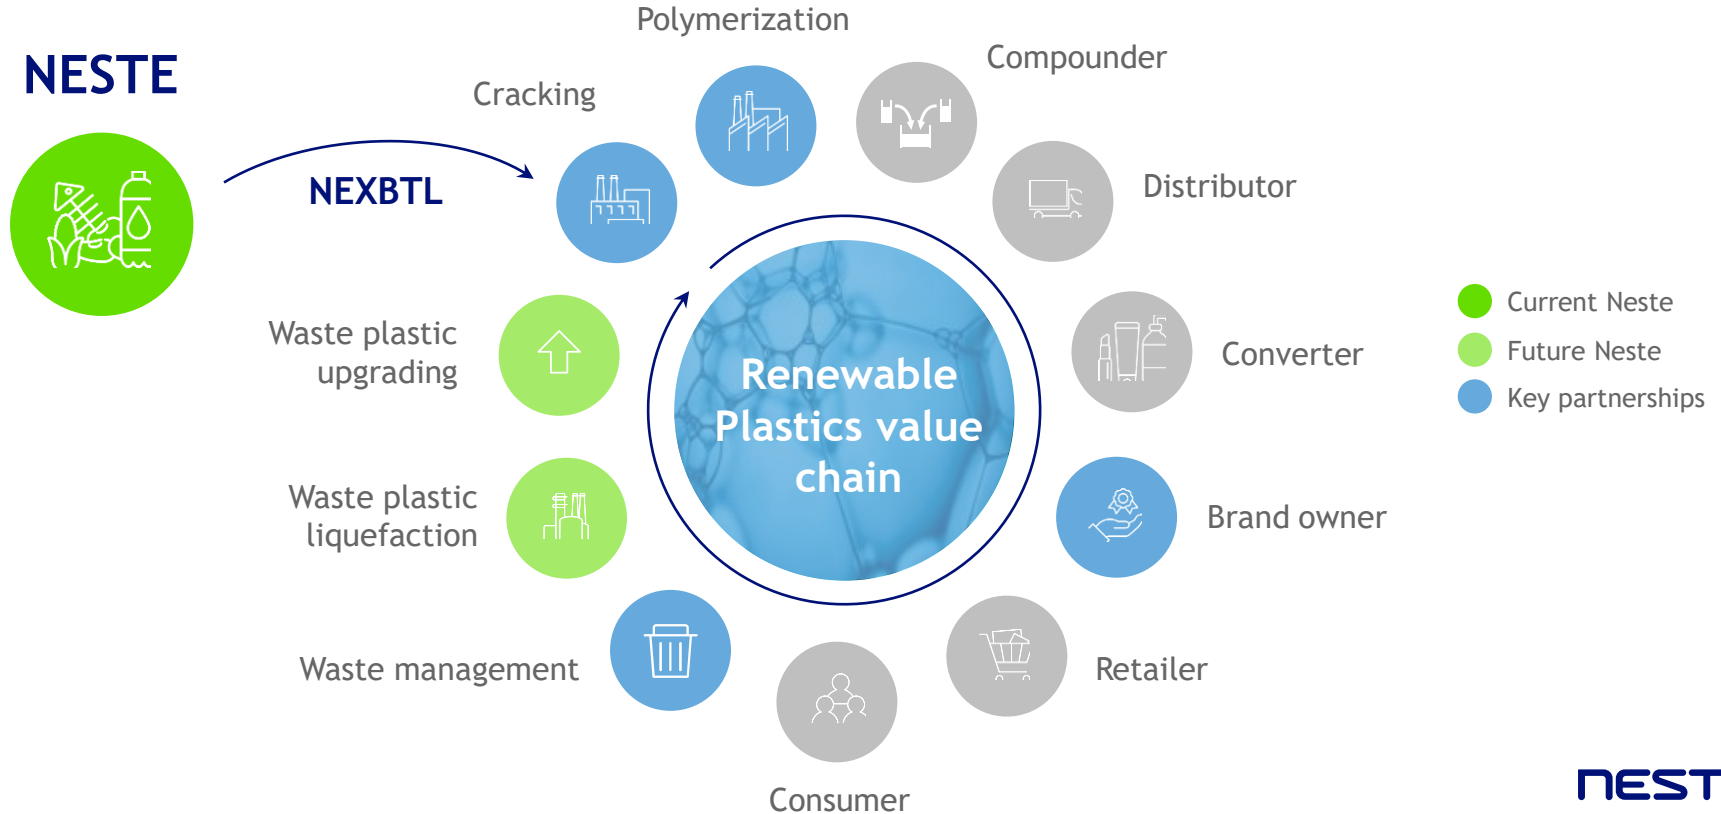 NESTE
NEXBTL
Cracking
Polymerization
Compounder
Distributor
Converter
Brand owner
Retailer
Consumer
Waste management
Waste plastic
liquefaction
Waste plastic
upgrading
Renewable
Plastics value
chain
Current Neste
Future Neste
Key partnerships
NEST